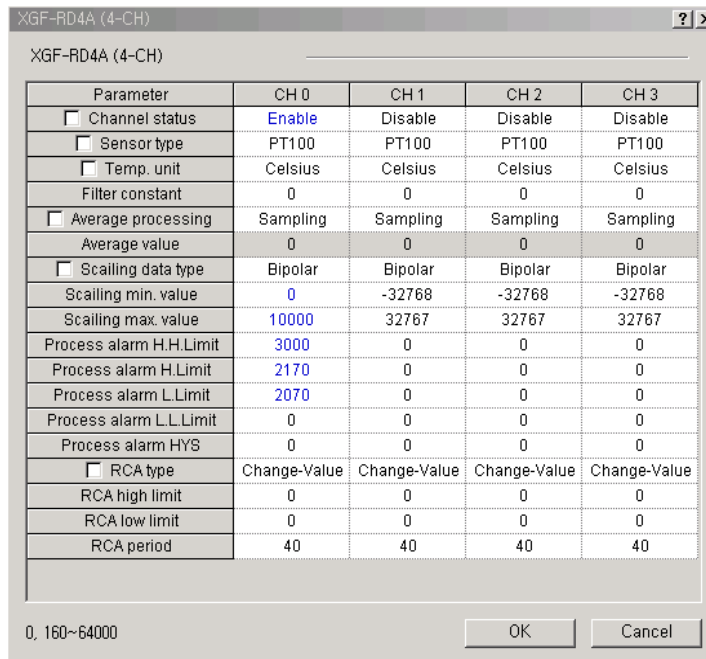 XGF-RD4A (4-CH)
XGF-RD4A (4-CH)
Parameter CH 0 CH 1 CH 2 CH 3
Channel status Enable Disable Disable Disable
Sensor type PT100 PT100 PT100 PT100
Temp. unit Celsius Celsius Celsius Celsius
Filter constant 0 0 0 0
Average processing Sampling Sampling Sampling Sampling
Average value 0 0 0 0
Scailing data type Bipolar Bipolar Bipolar Bipolar
Scailing min. value 0 -32768 -32768 -32768
Scailing max. value 10000 32767 32767 32767
Process alarm H.H.Limit 3000 0 0 0
Process alarm H.Limit 2170 0 0 0
Process alarm L.Limit 2070 0 0 0
Process alarm L.L.Limit 0 0 0 0
Process alarm HYS 0 0 0 0
RCA type Change-Value Change-Value Change-Value Change-Value
RCA high limit 0 0 0 0
RCA low limit 0 0 0 0
RCA period 40 40 40 40
0, 160~64000 OK Cancel